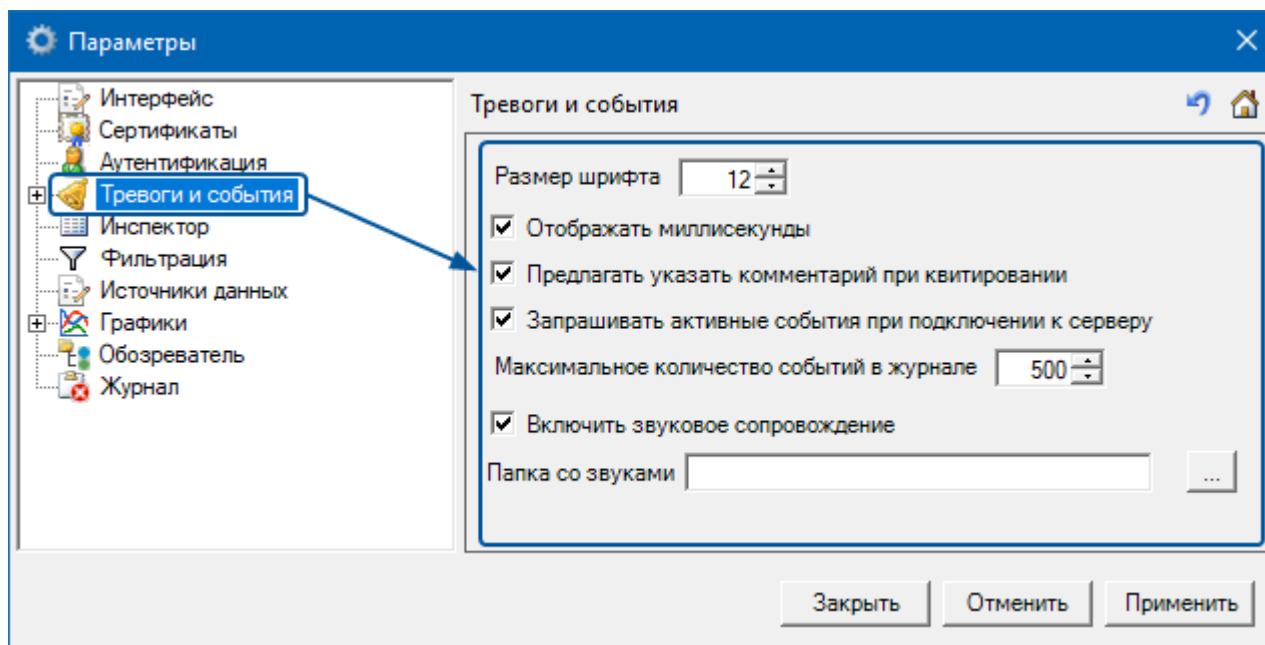 Параметры
Интерфейс
Сертификаты
Аутентификация
Тревоги и события
Инспектор
Фильтрация
Источники данных
Графики
Обозреватель
Журнал
Тревоги и события
Размер шрифта 12
Отображать миллисекунды
Предлагать указать комментарий при квитировании
Запрашивать активные события при подключении к серверу
Максимальное количество событий в журнале 500
Включить звуковое сопровождение
Папка со звуками ...
Закрыть Отменить Применить